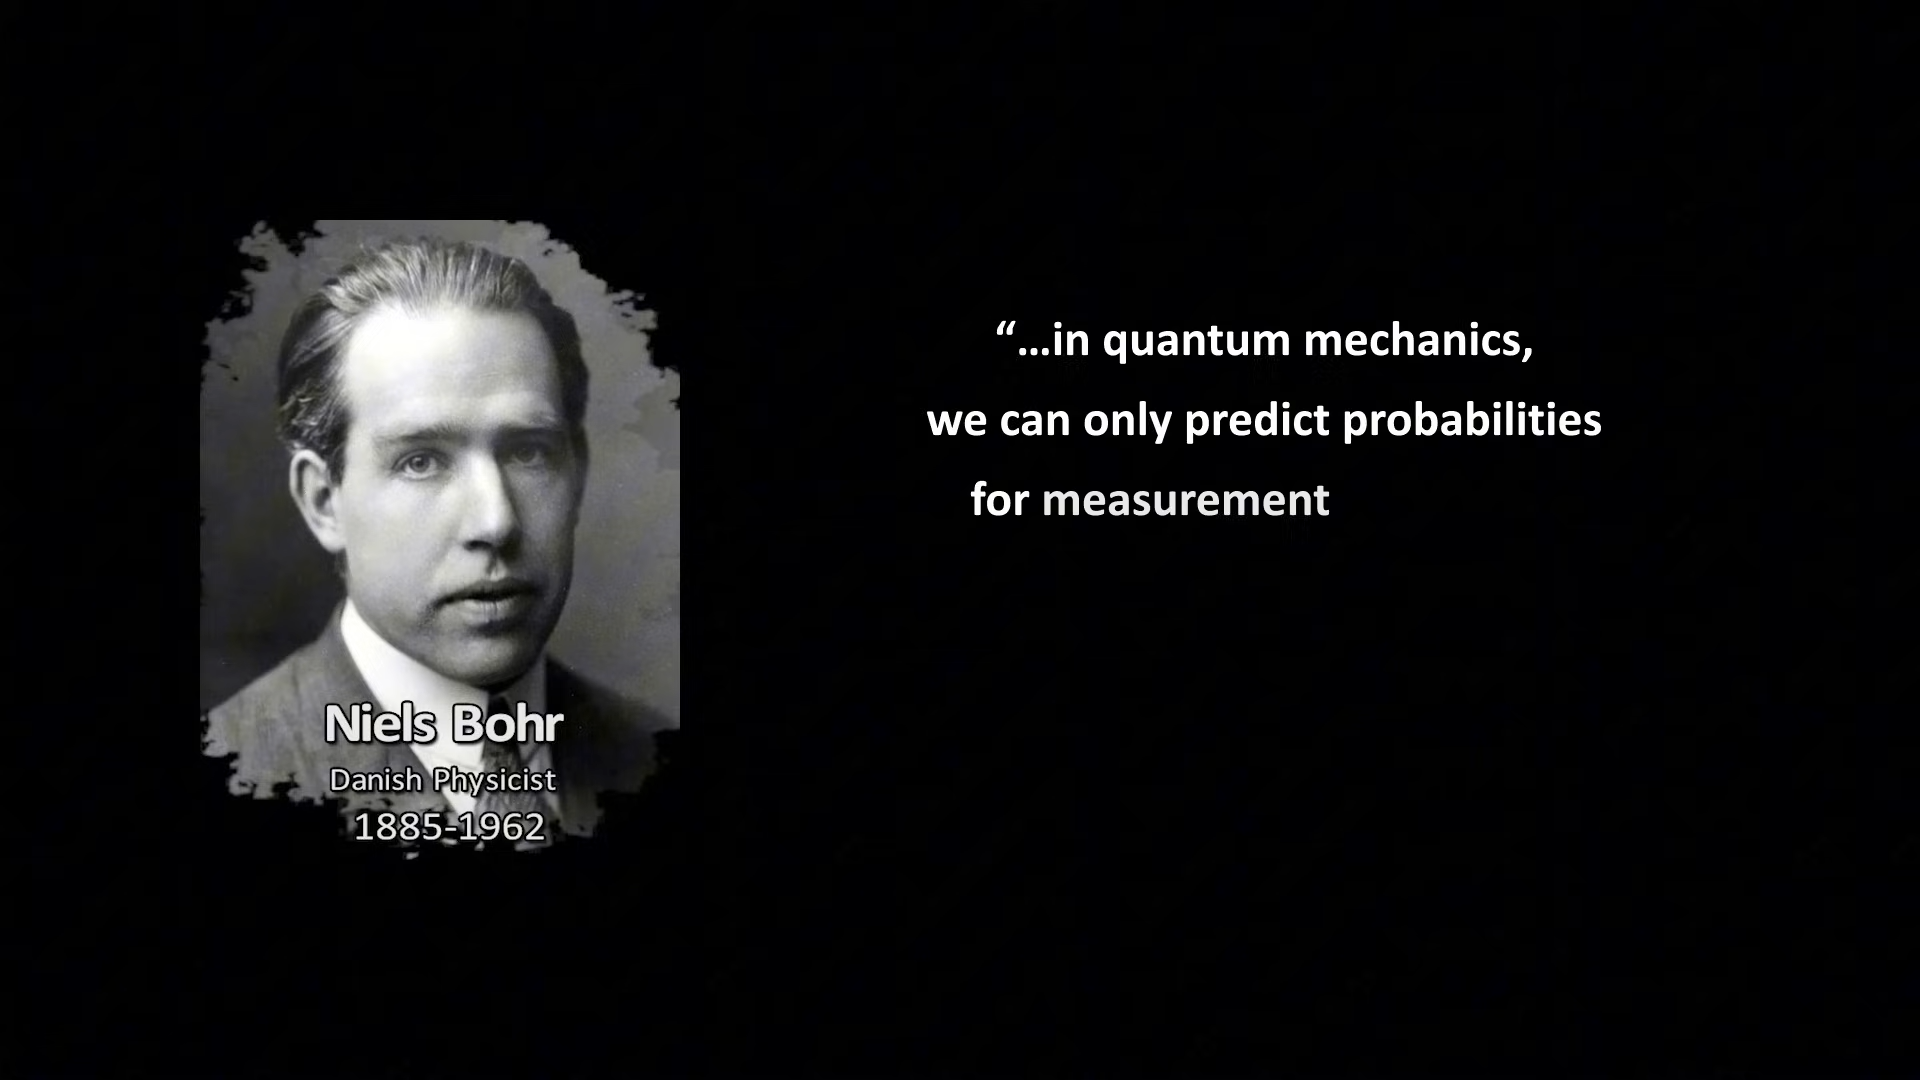 “...in quantum mechanics,
we can only predict probabilities
for measurement
Niels Bohr
Danish Physicist
1885-1962